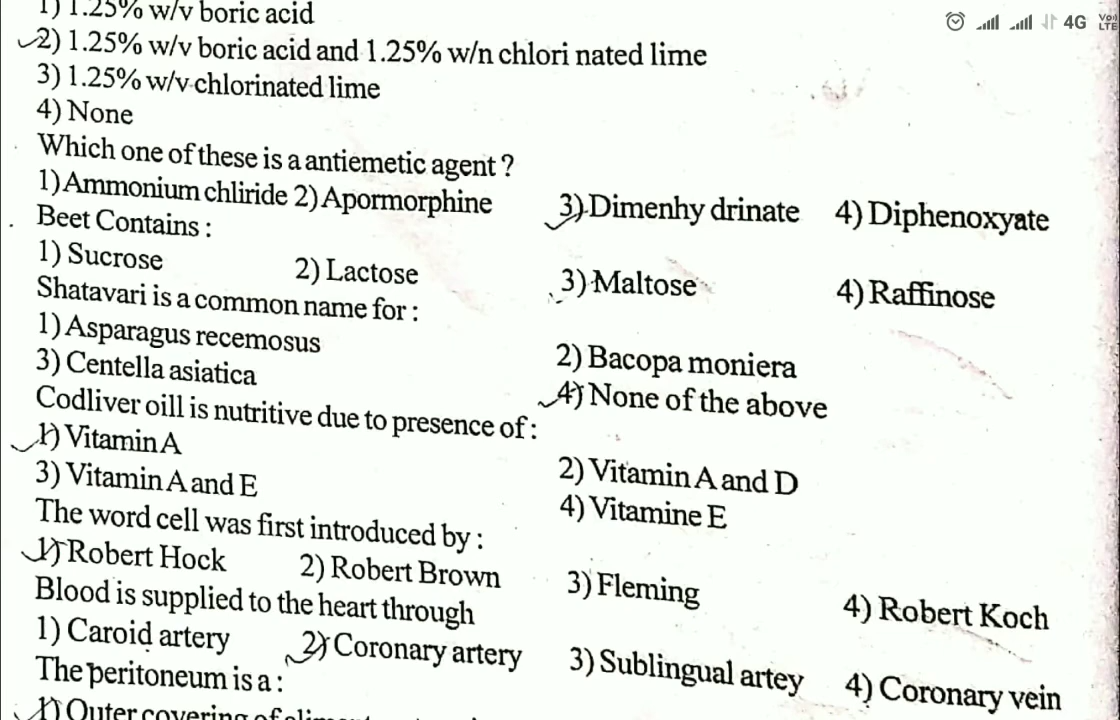 1) 1.25% w/v boric acid
4G VoLTE
2) 1.25% w/v boric acid and 1.25% w/n chlori nated lime
3) 1.25% w/v chlorinated lime
4) None
Which one of these is a antiemetic agent ?
1) Ammonium chliride 2) Apormorphine 3) Dimenhy drinate 4) Diphenoxyate
Beet Contains :
1) Sucrose 2) Lactose 3) Maltose 4) Raffinose
Shatavari is a common name for :
1) Asparagus recemosus 2) Bacopa moniera
3) Centella asiatica 4) None of the above
Codliver oill is nutritive due to presence of :
1) Vitamin A 2) Vitamin A and D
3) Vitamin A and E 4) Vitamine E
The word cell was first introduced by :
1) Robert Hock 2) Robert Brown 3) Fleming 4) Robert Koch
Blood is supplied to the heart through
1) Caroid artery 2) Coronary artery 3) Sublingual artey 4) Coronary vein
The peritoneum is a :
1) Outer covering of